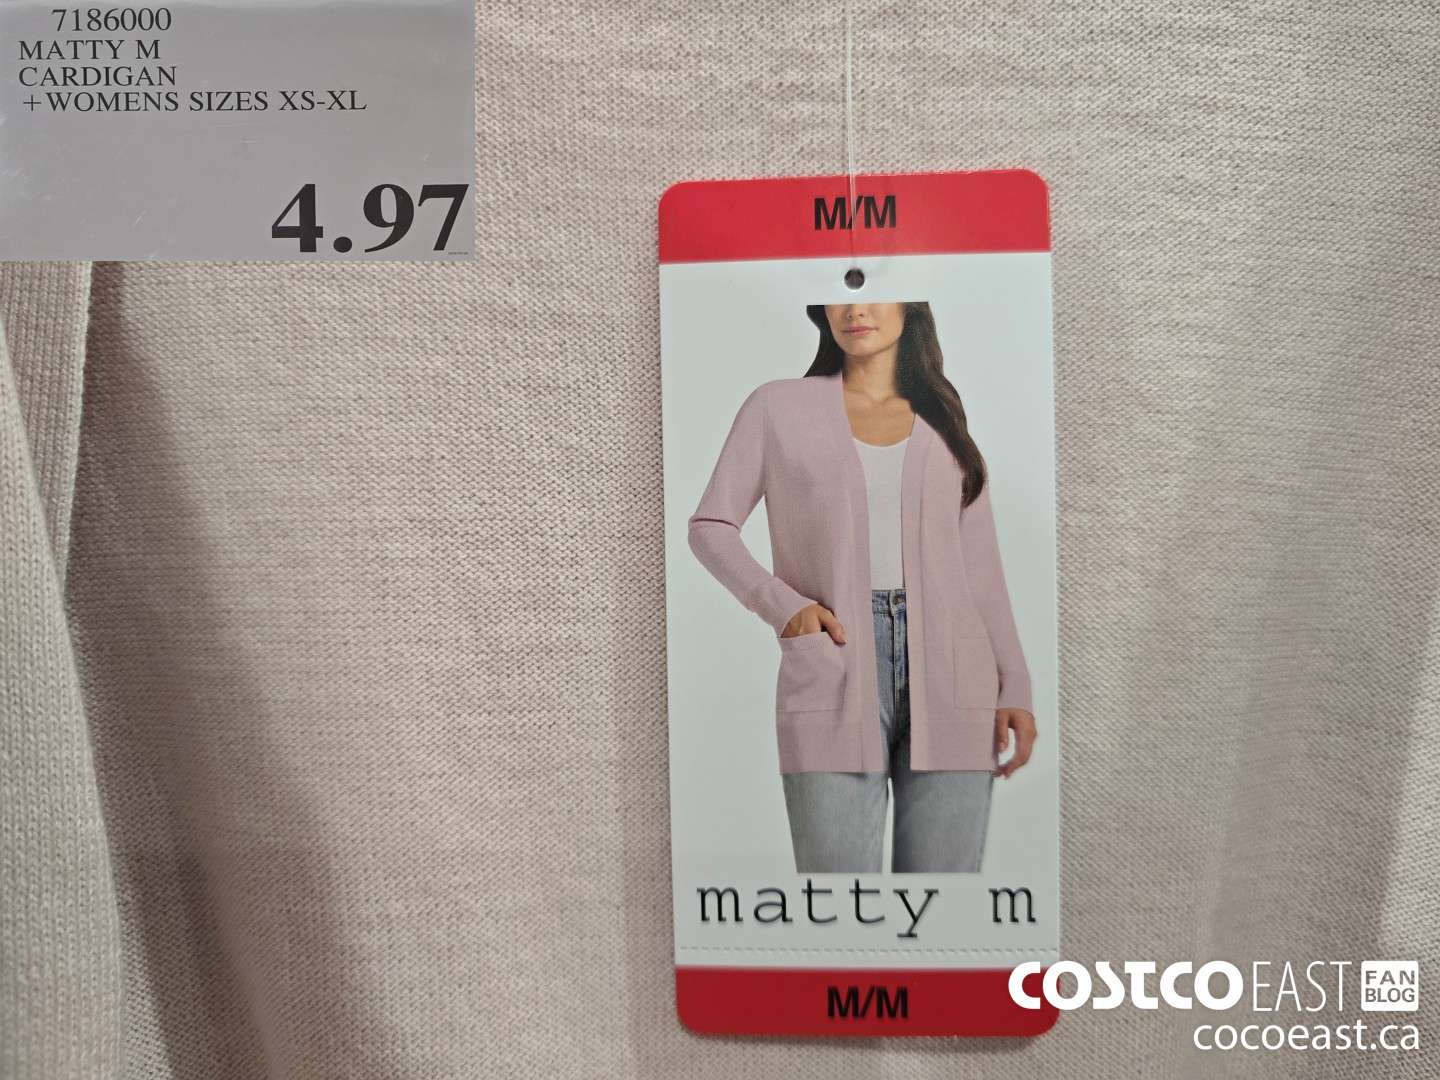 7186000
MATTY M
CARDIGAN
+WOMENS SIZES XS-XL
4.97
M/M
matty m
M/M
COSTCO EAST FAN BLOG
cocoeast.ca